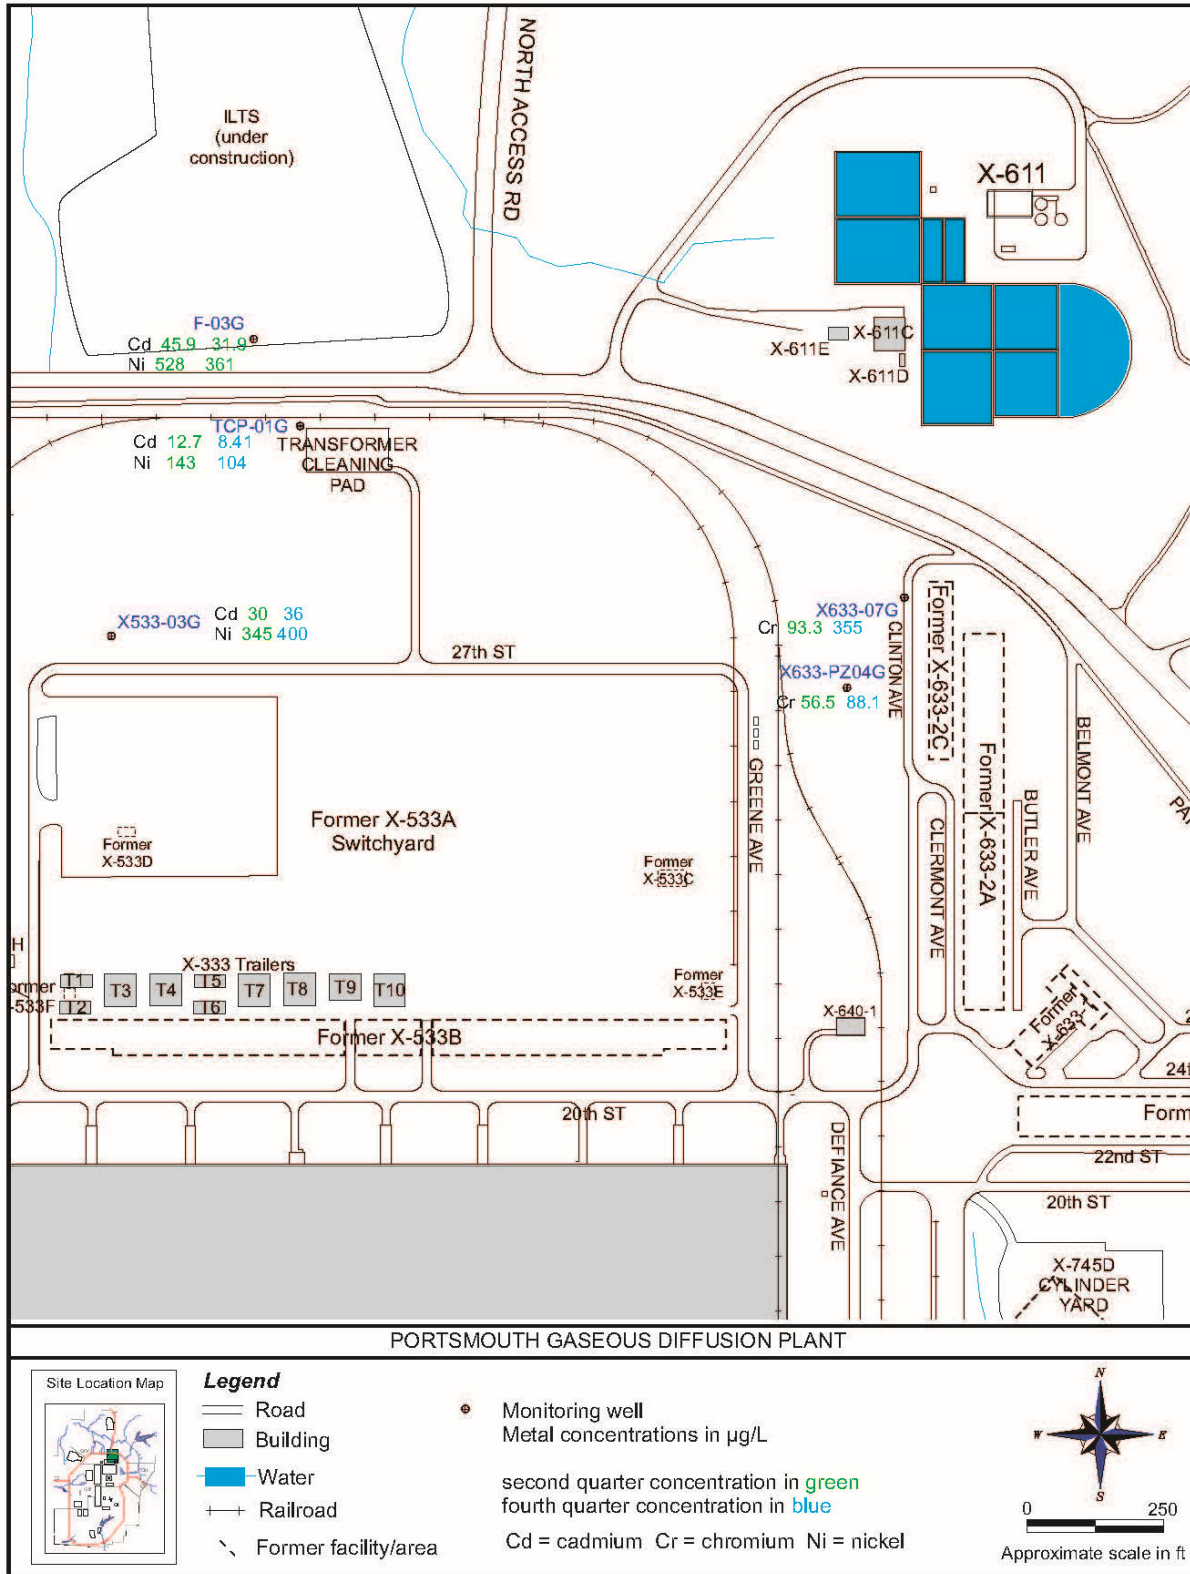 ILTS
(under
construction)
NORTH ACCESS RD
X-611
F-03G
Cd 45.9 31.9
Ni 528 361
X-611E
X-611C
X-611D
TCP-01G
Cd 12.7 8.41
Ni 143 104
TRANSFORMER
CLEANING
PAD
X533-03G
Cd 30 36
Ni 345 400
27th ST
X633-07G
Cr 93.3 355
X633-PZ04G
Cr 56.5 88.1
CLINTON AVE
Former X-633-2C
Former X-633-2A
BELMONT AVE
BUTLER AVE
CLERMONT AVE
GREENE AVE
Former X-533A
Switchyard
Former
X-533D
Former
X-533C
X-333 Trailers
T1
T2
T3
T4
T5
T6
T7
T8
T9
T10
H
ormer
-533F
Former
X-533E
Former X-533B
X-640-1
Former
X-633-1
24t
Form
20th ST
DEFIANCE AVE
22nd ST
20th ST
X-745D
CYLINDER
YARD
PORTSMOUTH GASEOUS DIFFUSION PLANT
Site Location Map
Legend
Road
Building
Water
Railroad
Former facility/area
Monitoring well
Metal concentrations in µg/L
second quarter concentration in green
fourth quarter concentration in blue
Cd = cadmium Cr = chromium Ni = nickel
N
W
E
S
0 250
Approximate scale in ft